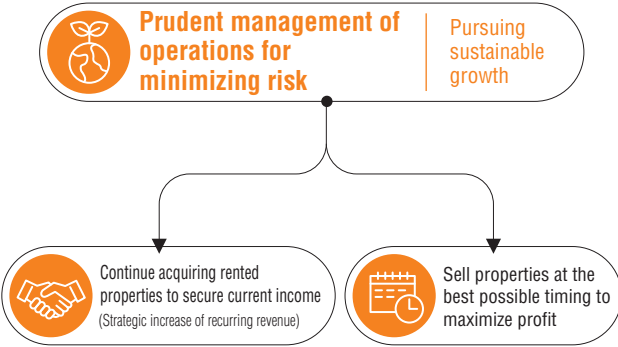 Prudent management of
operations for
minimizing risk
Pursuing
sustainable
growth
Continue acquiring rented
properties to secure current income
(Strategic increase of recurring revenue)
Sell properties at the
best possible timing to
maximize profit